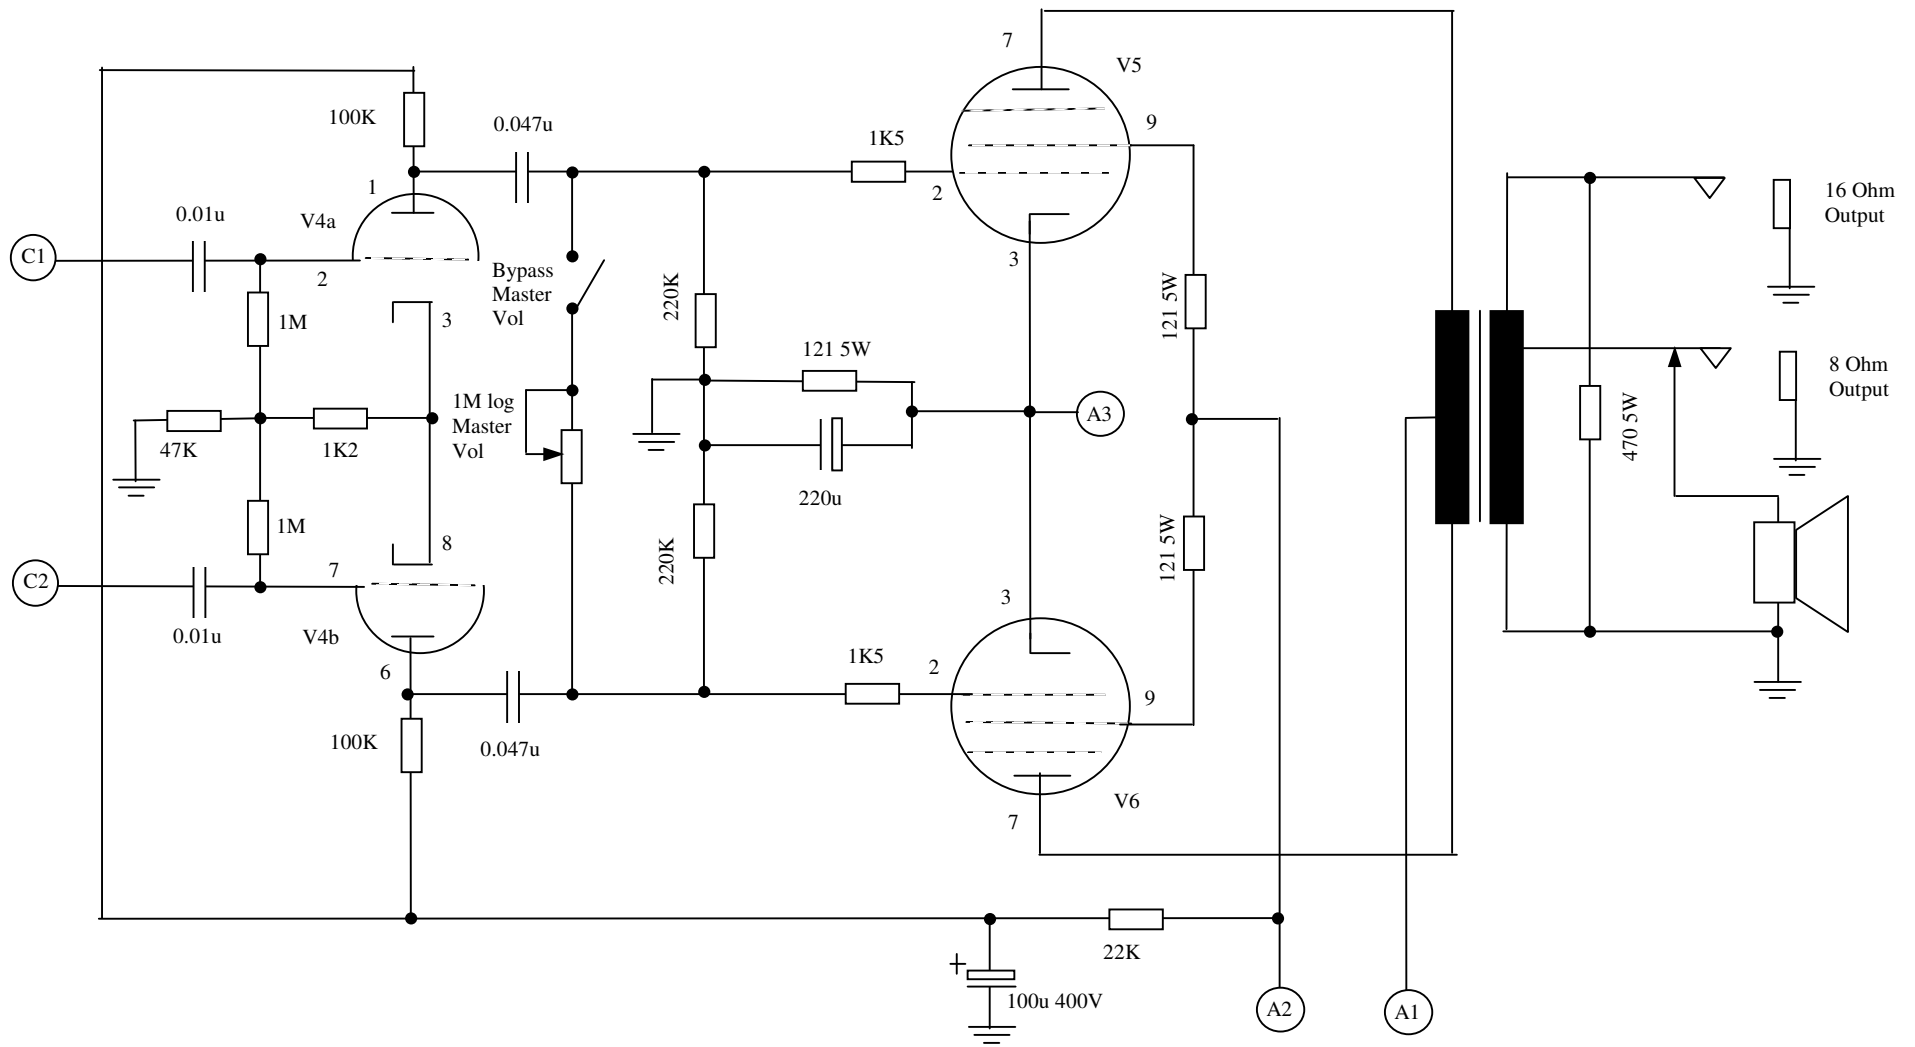 7
V5
100K
0.047u
9
1K5
1
2
16 Ohm
Output
0.01u
V4a
C1
2
3
Bypass
Master
Vol
220K
121 5W
3
1M
121 5W
8 Ohm
Output
1M log
Master
Vol
A3
47K
1K2
470 5W
220u
1M
8
220K
121 5W
7
C2
3
0.01u
V4b
6
1K5
2
9
100K
0.047u
V6
7
22K
+
100u 400V
A2
A1